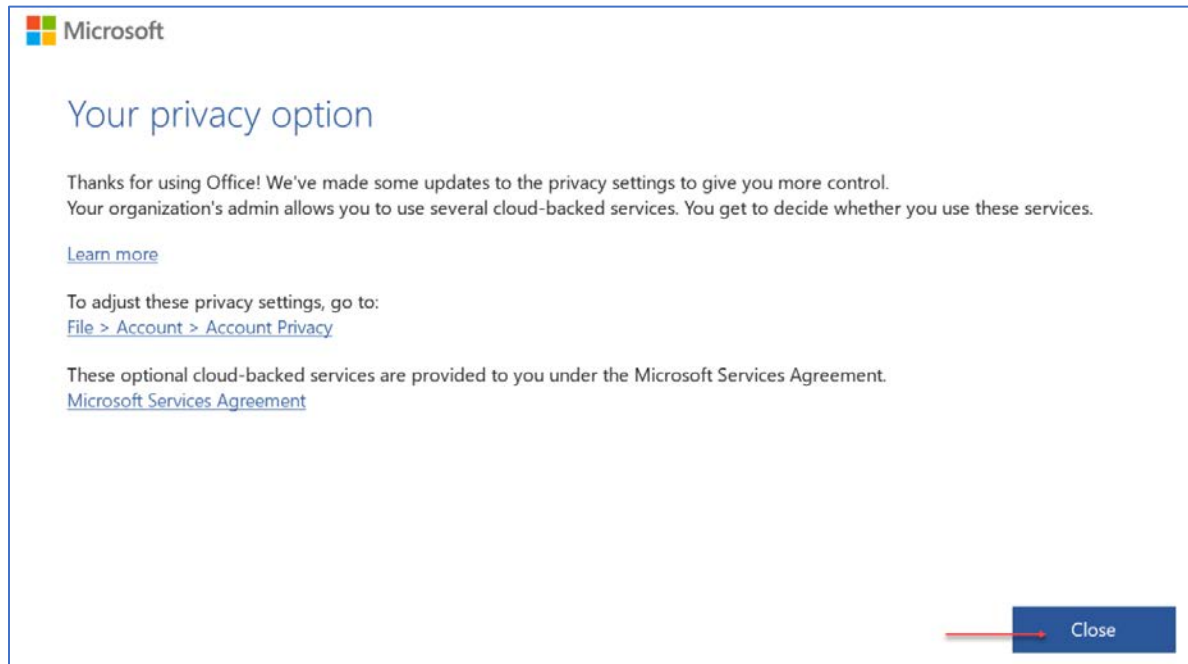 Microsoft
Your privacy option
Thanks for using Office! We've made some updates to the privacy settings to give you more control.
Your organization's admin allows you to use several cloud-backed services. You get to decide whether you use these services.
Learn more
To adjust these privacy settings, go to:
File > Account > Account Privacy
These optional cloud-backed services are provided to you under the Microsoft Services Agreement.
Microsoft Services Agreement
Close